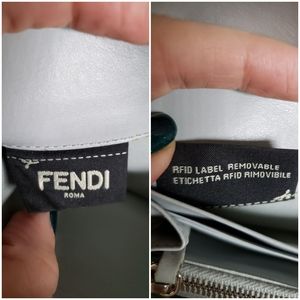 FENDI
ROMA
RFID LABEL REMOVABLE
ETICHETTA RFID RIMOVIBILE